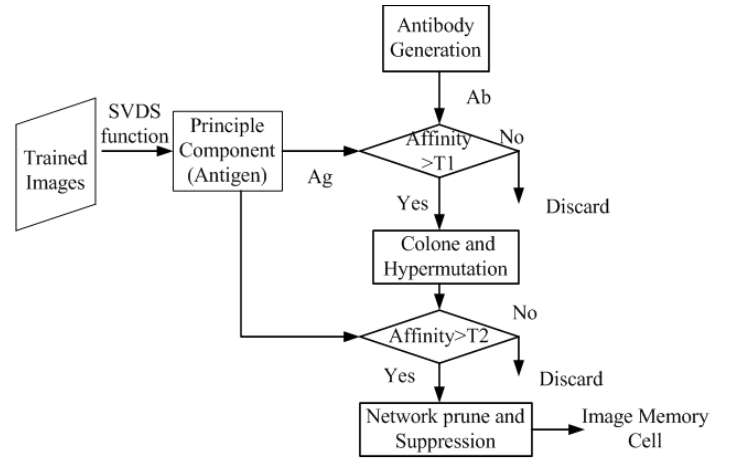 Antibody
Generation
Ab
SVDS
function
Trained
Images
Principle
Component
(Antigen)
Ag
Affinity
>T1
No
Discard
Yes
Colone and
Hypermutation
Affinity>T2
No
Discard
Yes
Network prune and
Suppression
Image Memory
Cell